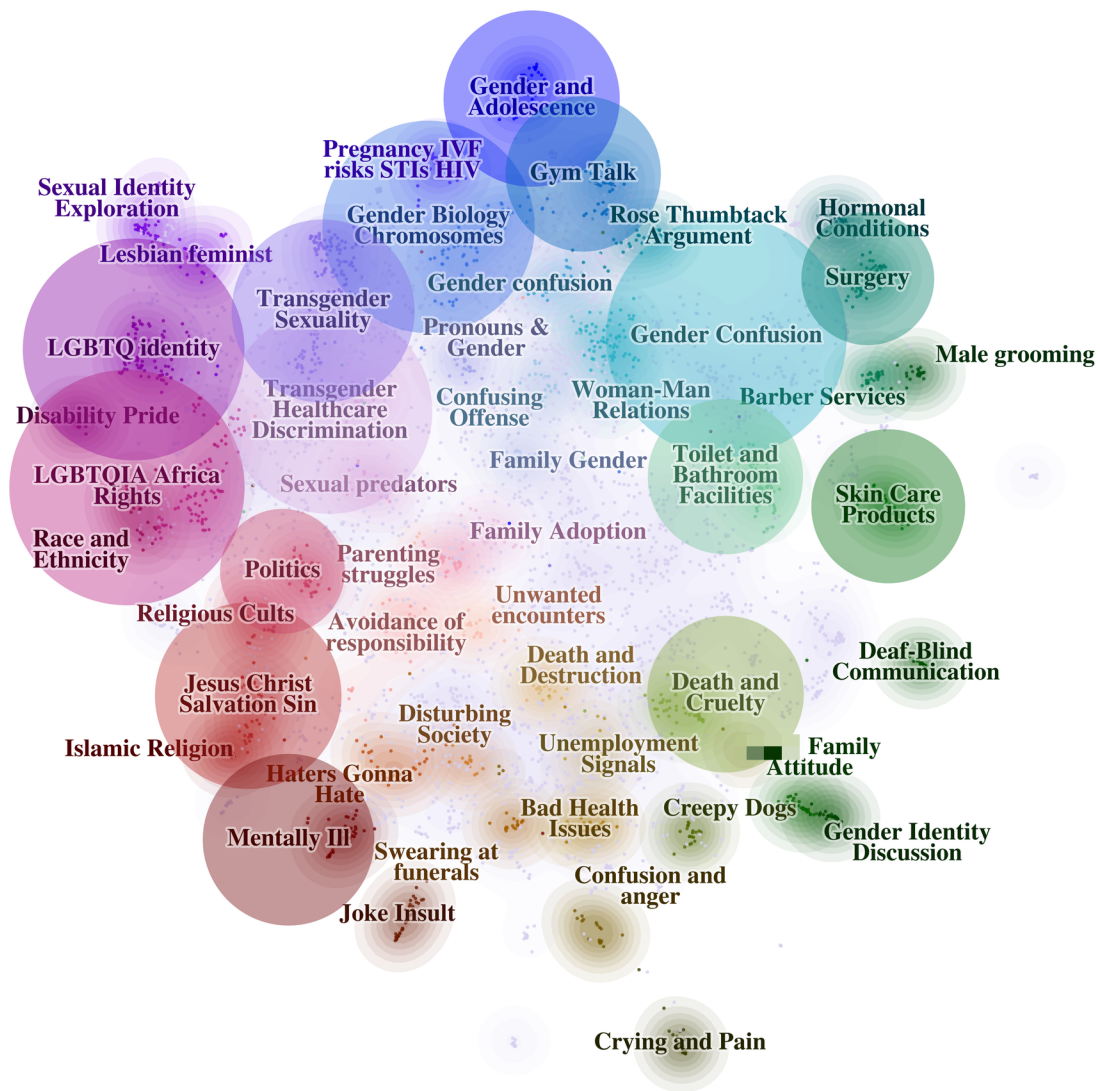 Gender and
Adolescence
Pregnancy IVF
risks STIs HIV
Gym Talk
Sexual Identity
Exploration
Gender Biology
Chromosomes
Rose Thumbtack
Argument
Hormonal
Conditions
Lesbian feminist
Gender confusion
Surgery
Transgender
Sexuality
LGBTQ identity
Pronouns &
Gender
Gender Confusion
Male grooming
Transgender
Healthcare
Discrimination
Confusing
Offense
Woman-Man
Relations
Barber Services
Disability Pride
LGBTQIA Africa
Rights
Sexual predators
Family Gender
Toilet and
Bathroom
Facilities
Skin Care
Products
Race and
Ethnicity
Politics
Parenting
struggles
Family Adoption
Religious Cults
Avoidance of
responsibility
Unwanted
encounters
Jesus Christ
Salvation Sin
Death and
Destruction
Death and
Cruelty
Deaf-Blind
Communication
Islamic Religion
Disturbing
Society
Unemployment
Signals
Family
Attitude
Haters Gonna
Hate
Mentally Ill
Bad Health
Issues
Creepy Dogs
Gender Identity
Discussion
Swearing at
funerals
Joke Insult
Confusion and
anger
Crying and Pain